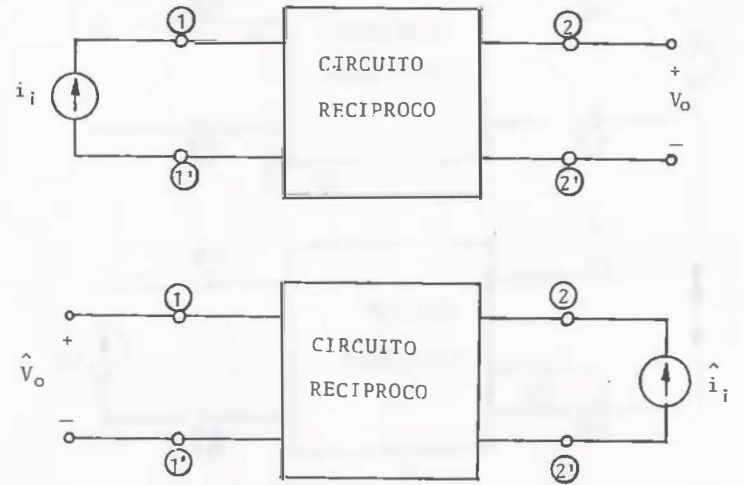 1
2
i_i
CIRCUITO
RECIPROCO
+
V_o
−
1'
2'
1
2
+
V̂_o
−
CIRCUITO
RECIPROCO
î_i
1'
2'